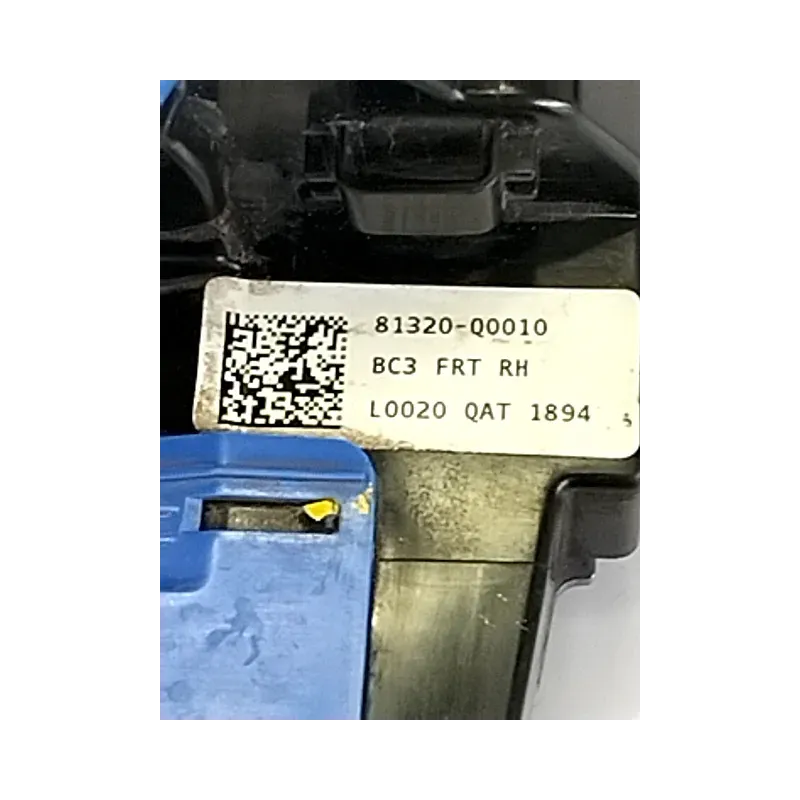 81320-Q0010
BC3 FRT RH
L0020 QAT 1894